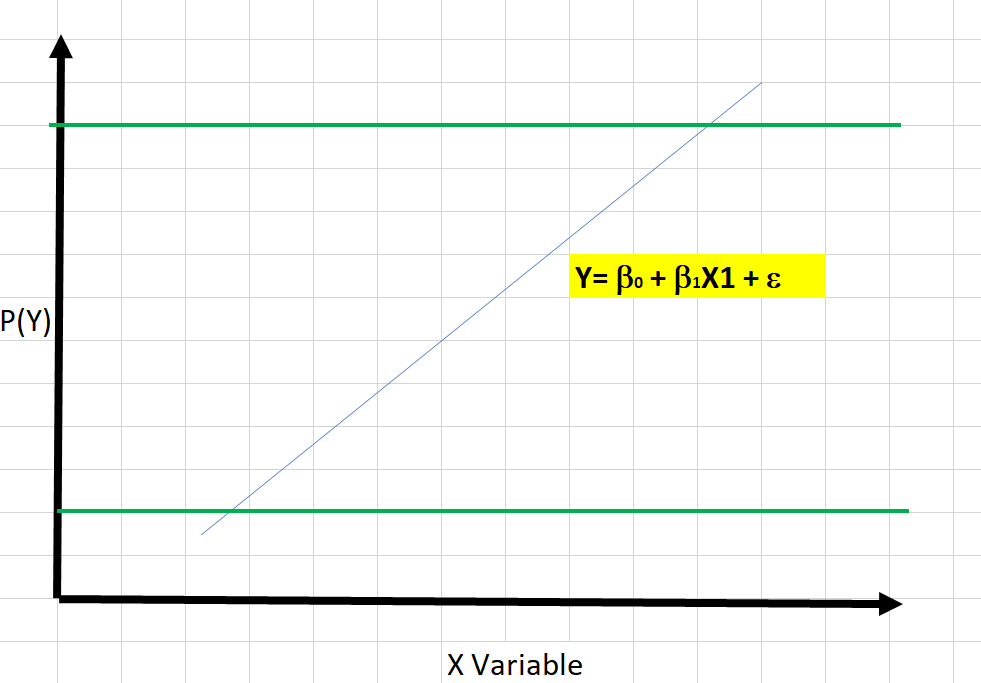 Y= β₀ + β₁X1 + ε
P(Y)
X Variable